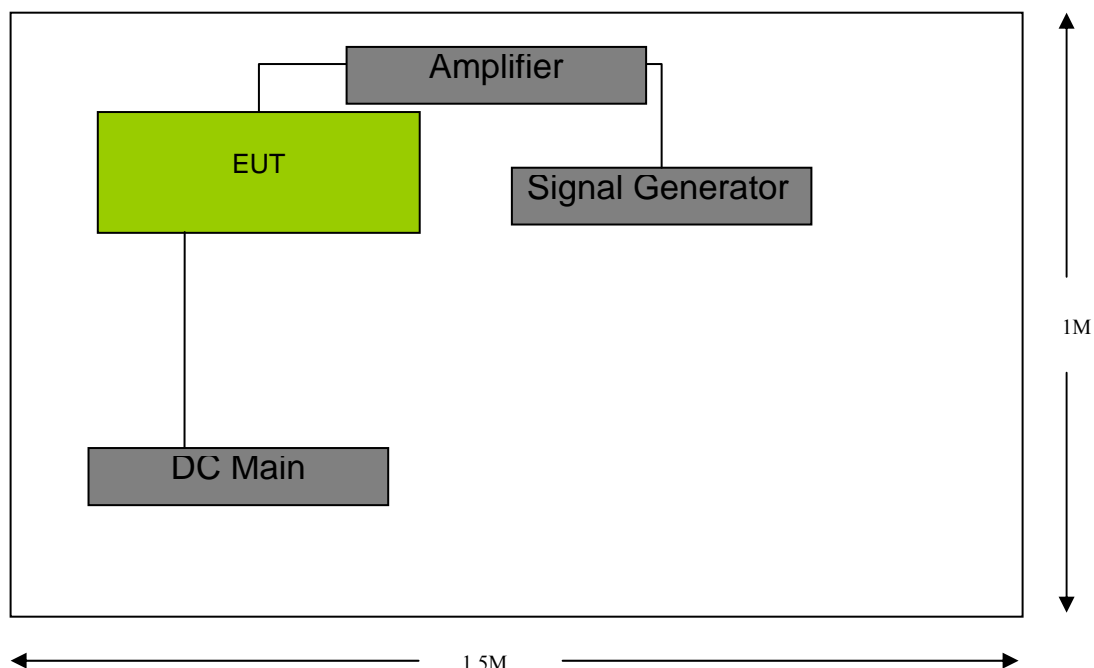 Amplifier
EUT
Signal Generator
1M
DC Main
1.5M